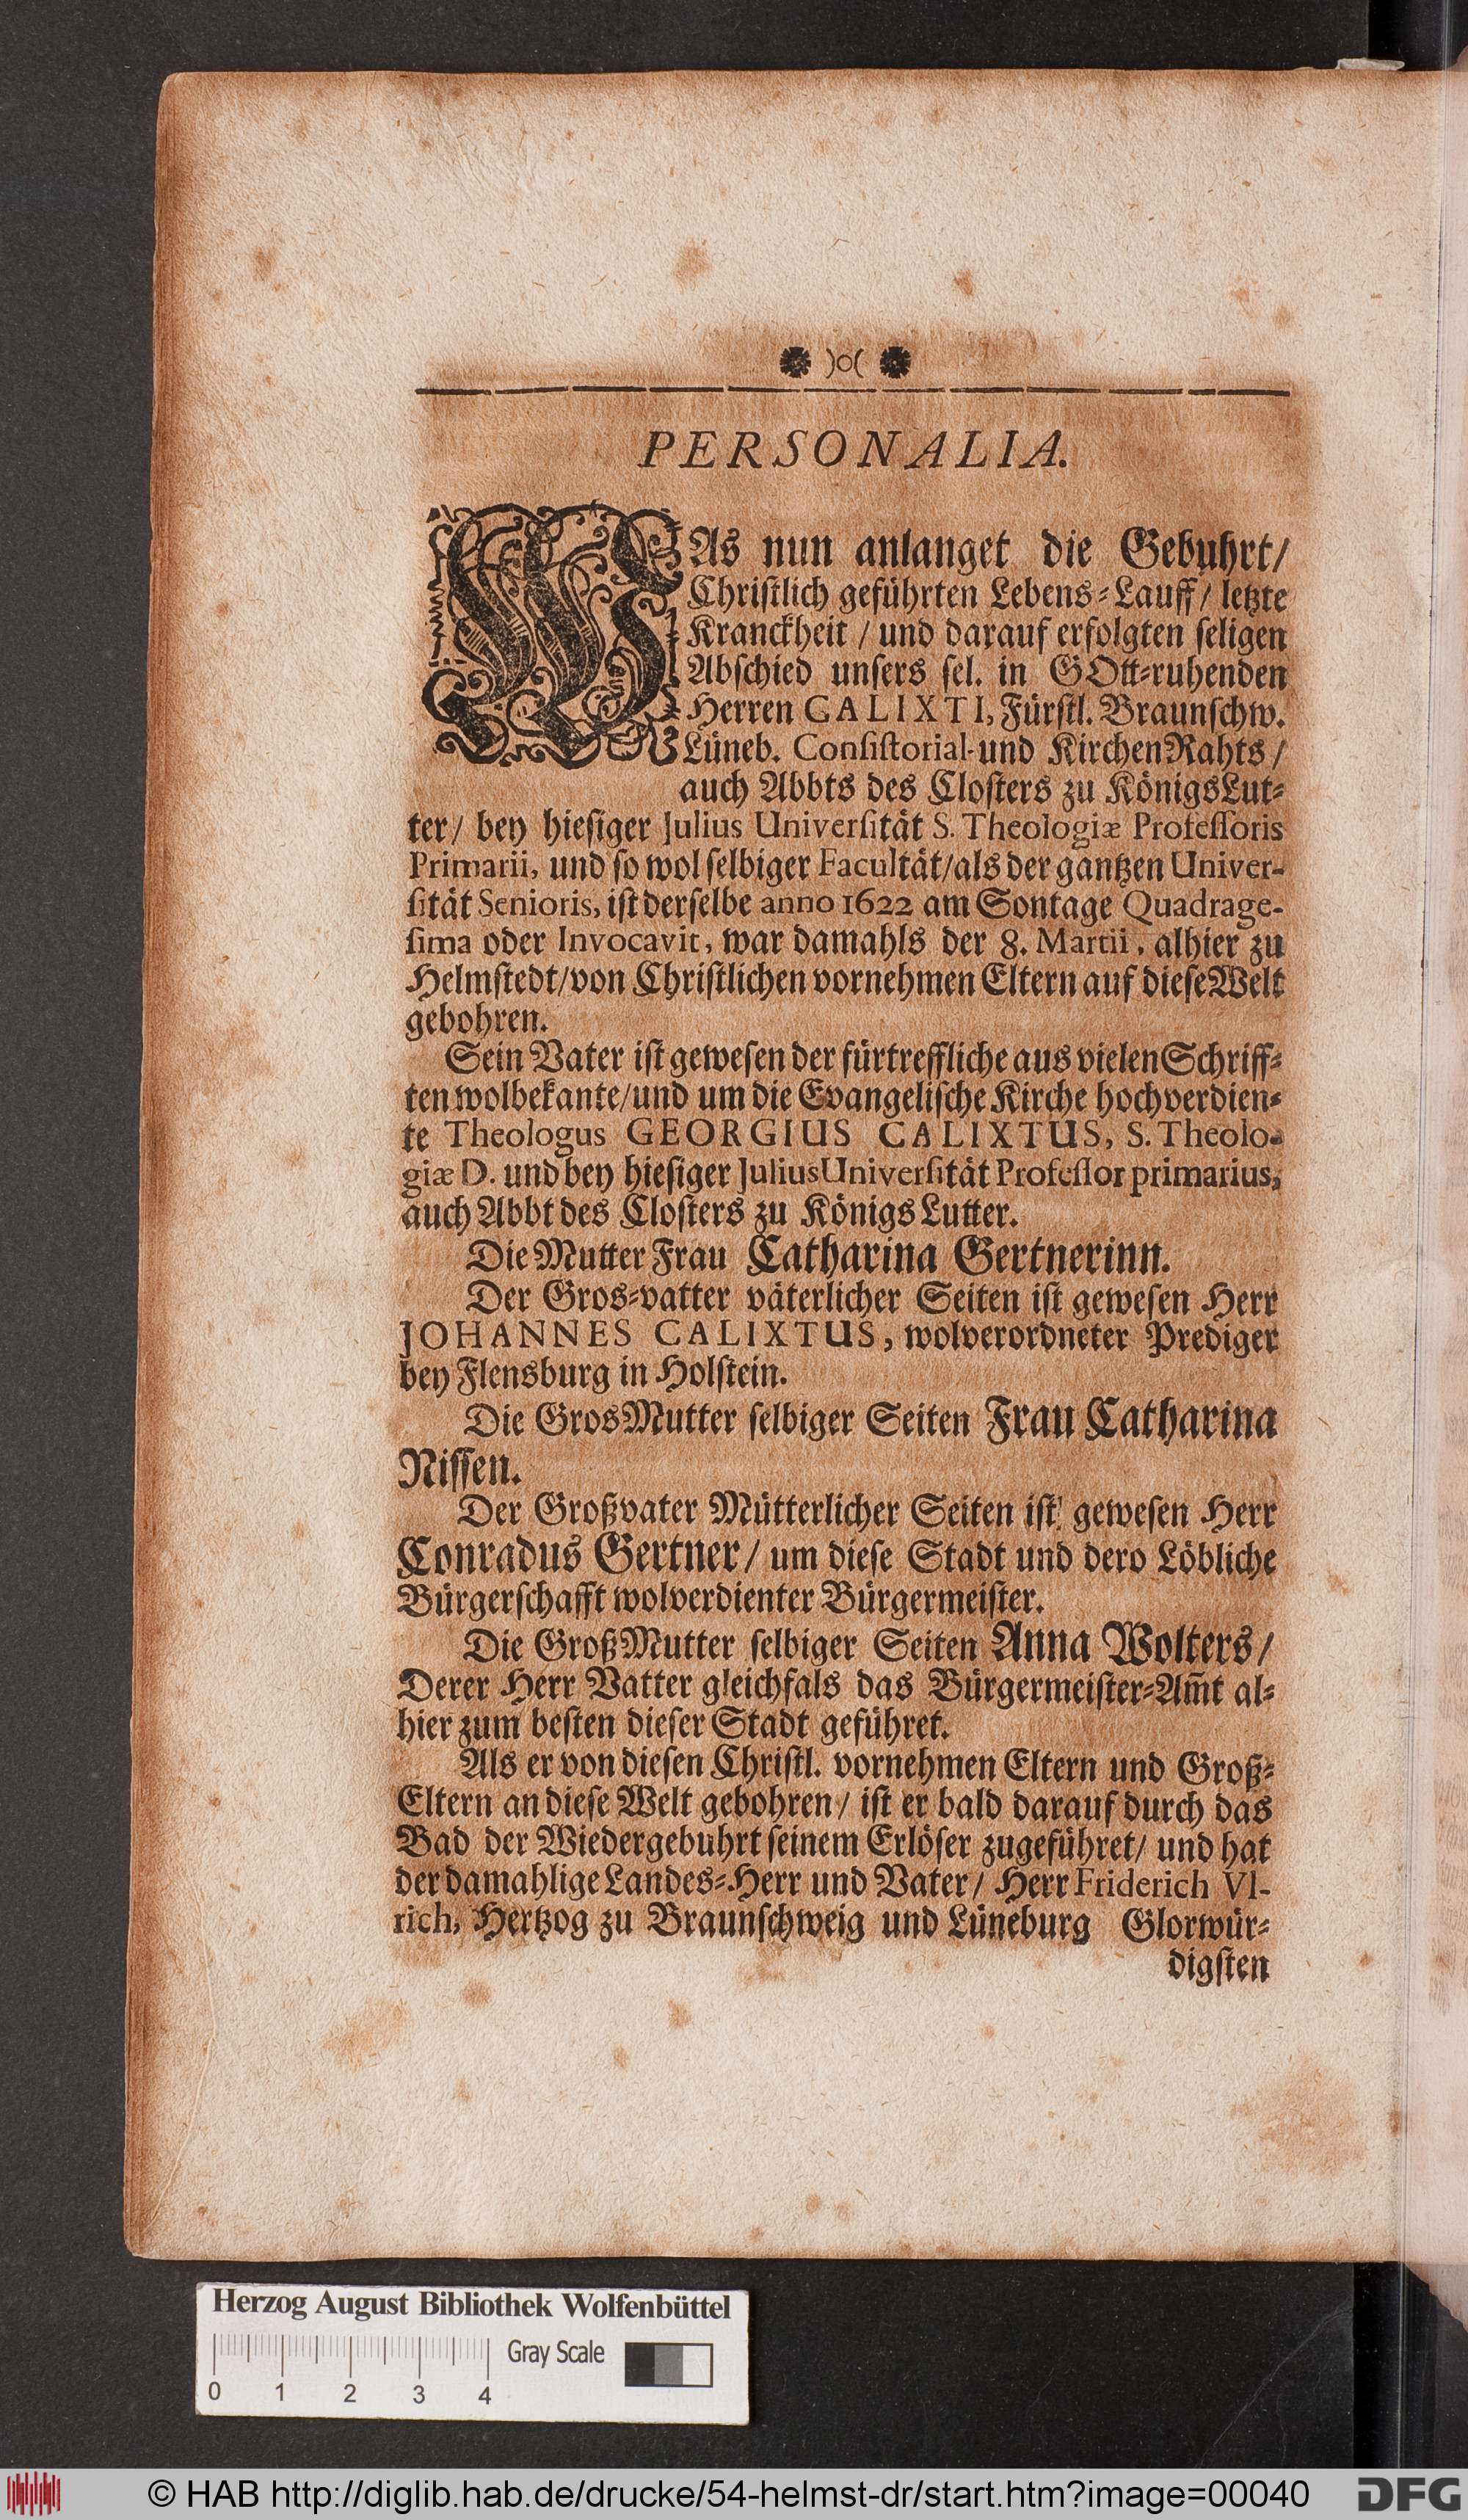 )o(
PERSONALIA.
WAs nun anlanget die Gebuhrt/
Chriſtlich geführten Lebens⸗Lauff/ letzte
Kranckheit / und darauf erfolgten ſeligen
Abſchied unſers ſel. in GOtt⸗ruhenden
Herren CALIXTI, Fürſtl. Braunſchw.
Lüneb. Conſiſtorial- und KirchenRahts /
auch Abbts des Cloſters zu KönigsLut⸗
ter/ bey hieſiger Julius Univerſität S. Theologiæ Profeſſoris
Primarii, und ſo wol ſelbiger Facultät/als der gantzen Univer-
ſität Senioris, iſt derſelbe anno 1622 am Sontage Quadrage-
ſima oder Invocavit, war damahls der 8. Martii, alhier zu
Helmſtedt/von Chriſtlichen vornehmen Eltern auf dieſe Welt
gebohren.
Sein Vater iſt geweſen der fürtreffliche aus vielen Schriff⸗
ten wolbekante/und um die Evangeliſche Kirche hochverdien⸗
te Theologus GEORGIUS CALIXTUS, S. Theolo-
giæ D. und bey hieſiger Julius Univerſität Profeſſor primarius,
auch Abbt des Cloſters zu Königs Lutter.
Die Mutter Frau Catharina Gertnerinn.
Der Gros⸗vatter väterlicher Seiten iſt geweſen Herr
JOHANNES CALIXTUS, wolverordneter Prediger
bey Flensburg in Holſtein.
Die GrosMutter ſelbiger Seiten Frau Catharina
Niſſen.
Der Großvater Mütterlicher Seiten iſt geweſen Herr
Conradus Gertner/ um dieſe Stadt und dero Löbliche
Bürgerſchafft wolverdienter Bürgermeiſter.
Die GroßMutter ſelbiger Seiten Anna Wolters/
Derer Herr Vatter gleichfals das Bürgermeiſter⸗Am̃t al⸗
hier zum beſten dieſer Stadt geführet.
Als er von dieſen Chriſtl. vornehmen Eltern und Groß⸗
Eltern an dieſe Welt gebohren/ iſt er bald darauf durch das
Bad der Wiedergebuhrt ſeinem Erlöſer zugeführet/ und hat
der damahlige Landes⸗Herr und Vater/ Herr Friderich Vl-
rich, Hertzog zu Braunſchweig und Lüneburg Glorwür⸗
digſten
Herzog August Bibliothek Wolfenbüttel
Gray Scale
0 1 2 3 4
© HAB http://diglib.hab.de/drucke/54-helmst-dr/start.htm?image=00040
DFG